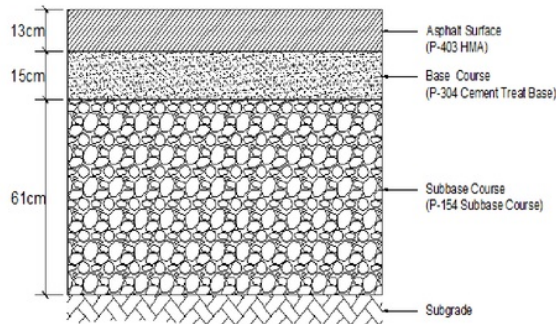 13cm
Asphalt Surface
(P-403 HMA)
15cm
Base Course
(P-304 Cement Treat Base)
61cm
Subbase Course
(P-154 Subbase Course)
Subgrade